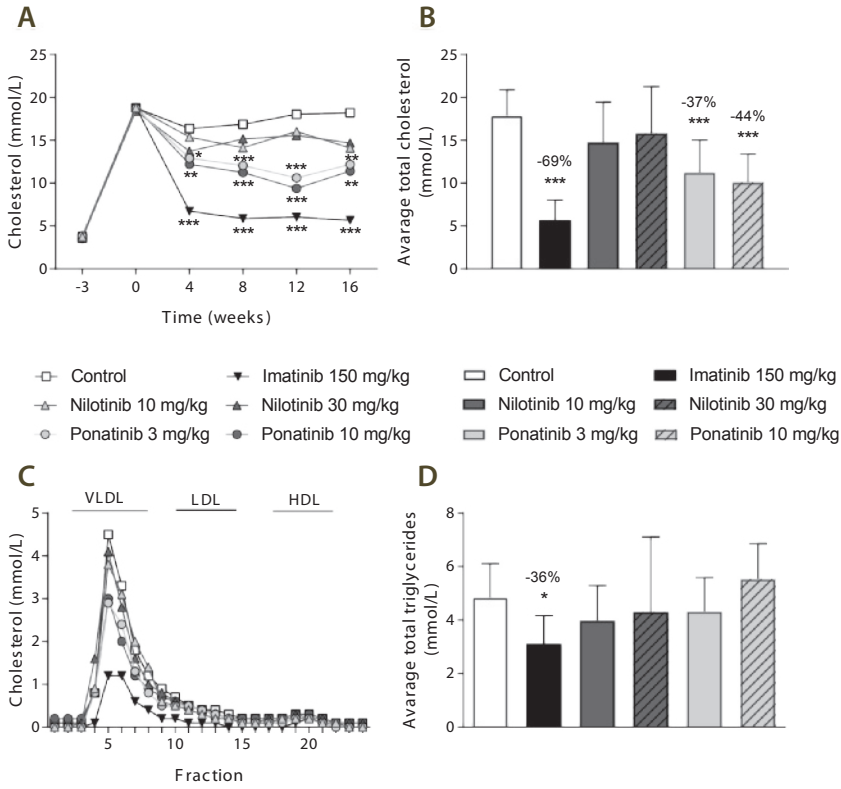 A
Cholesterol (mmol/L)
25
20
15
10
5
0
*
**
***
***
***
***
***
***
***
**
**
***
-3
0
4
8
12
16
Time (weeks)
B
Avarage total cholesterol
(mmol/L)
25
20
15
10
5
0
-69%
***
-37%
***
-44%
***
Control
Imatinib 150 mg/kg
Nilotinib 10 mg/kg
Nilotinib 30 mg/kg
Ponatinib 3 mg/kg
Ponatinib 10 mg/kg
Control
Imatinib 150 mg/kg
Nilotinib 10 mg/kg
Nilotinib 30 mg/kg
Ponatinib 3 mg/kg
Ponatinib 10 mg/kg
C
VLDL
LDL
HDL
Cholesterol (mmol/L)
5
4
3
2
1
0
5
10
15
20
Fraction
D
Avarage total triglycerides
(mmol/L)
8
6
4
2
0
-36%
*